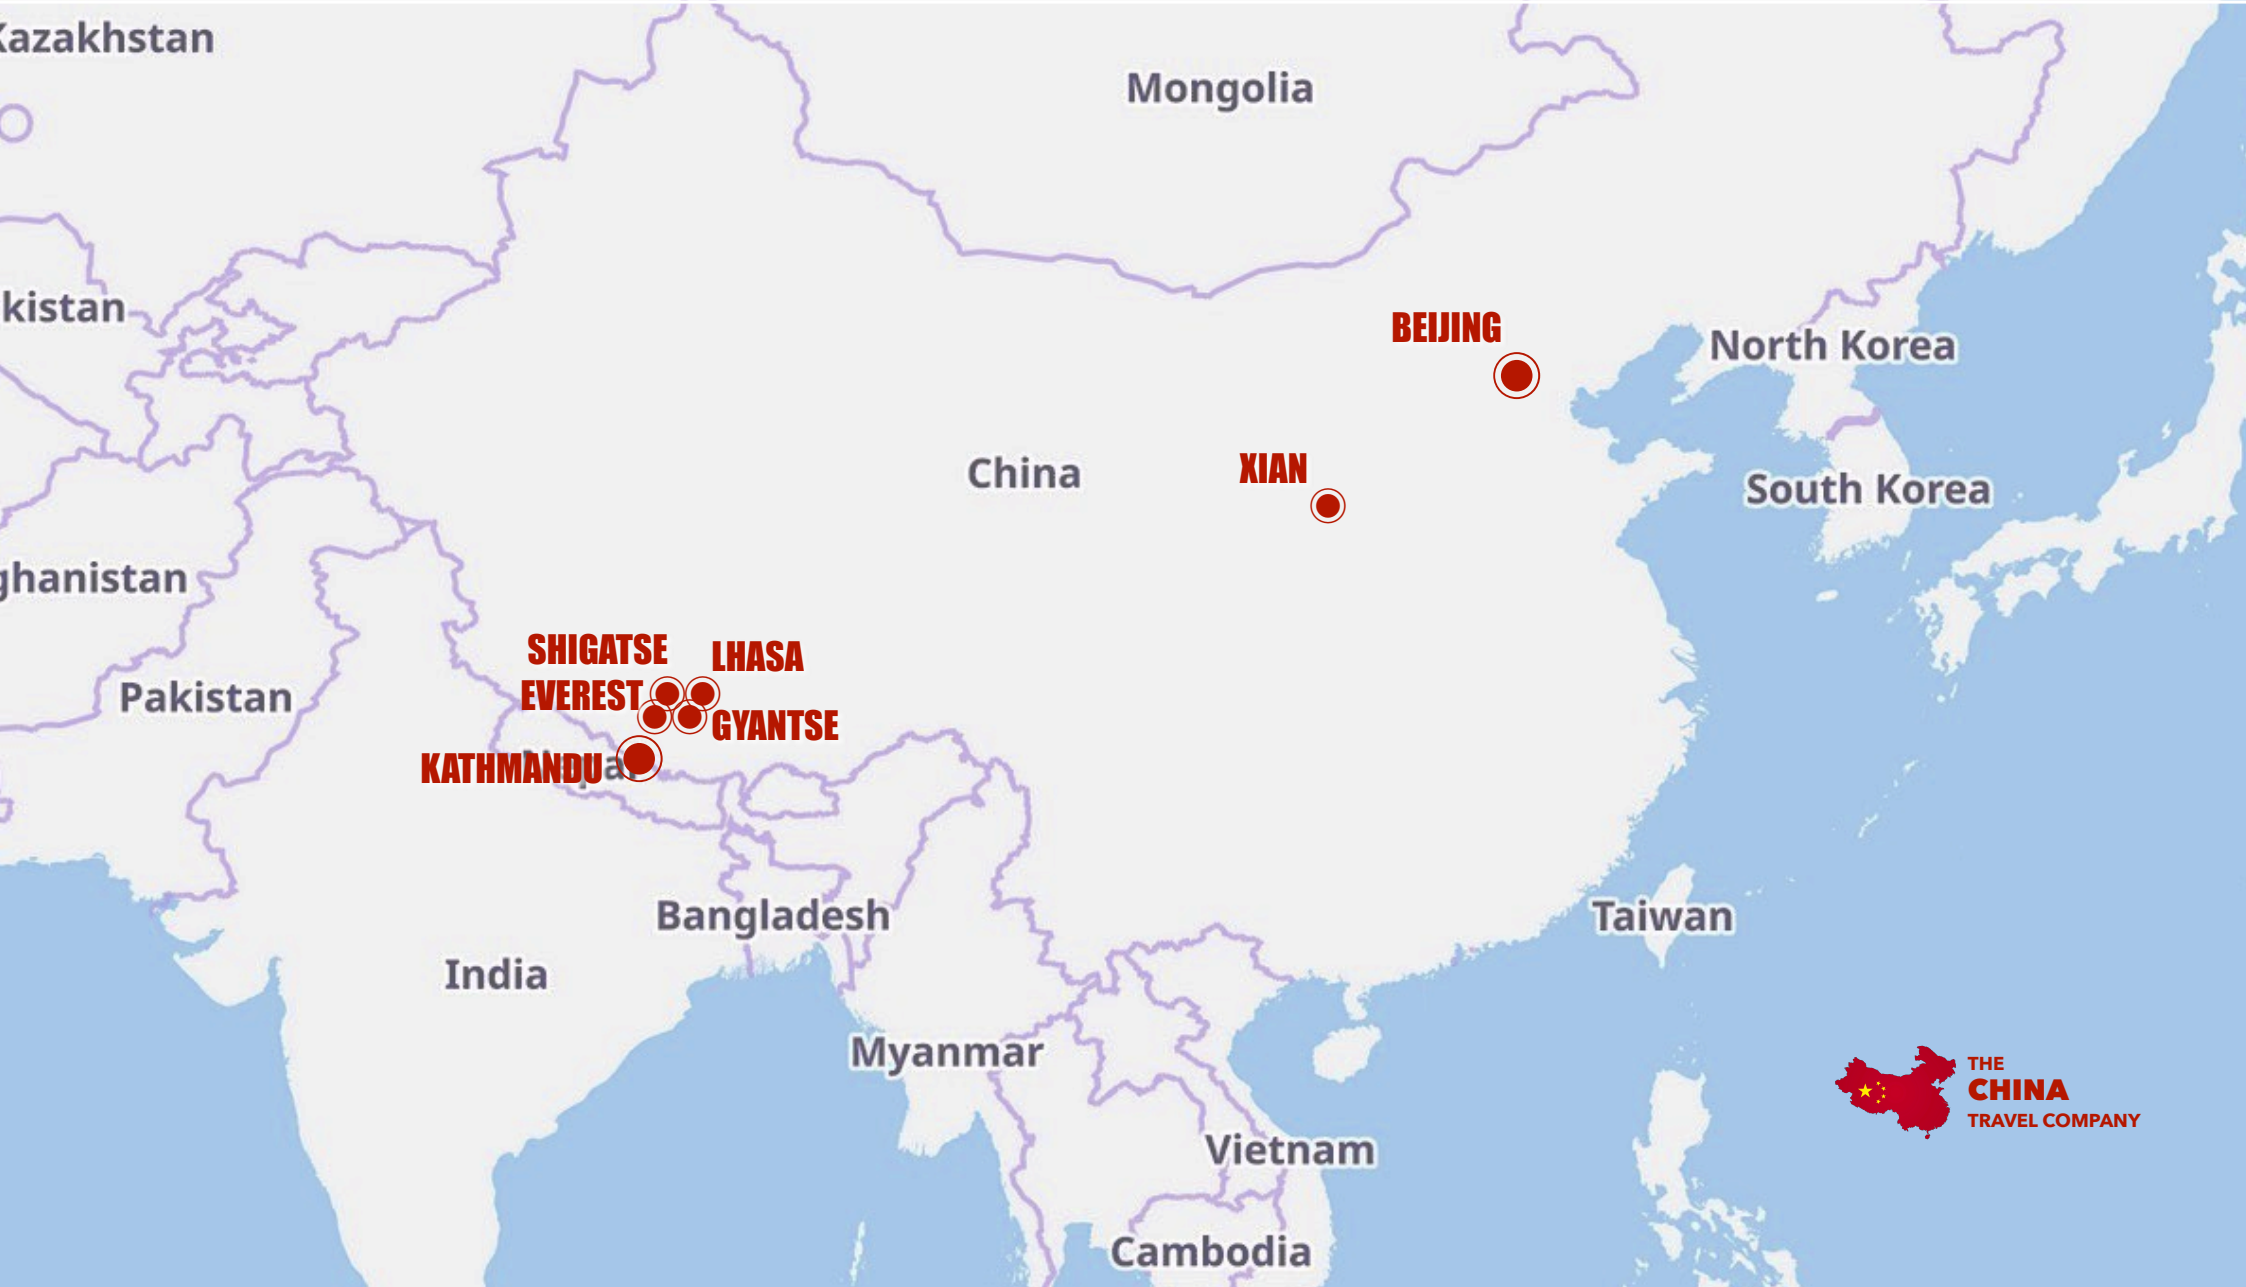 Kazakhstan
Mongolia
kistan
BEIJING
North Korea
China
XIAN
South Korea
ghanistan
SHIGATSE
LHASA
EVEREST
Pakistan
GYANTSE
KATHMANDU
Nepal
Bangladesh
Taiwan
India
Myanmar
THE
CHINA
TRAVEL COMPANY
Vietnam
Cambodia